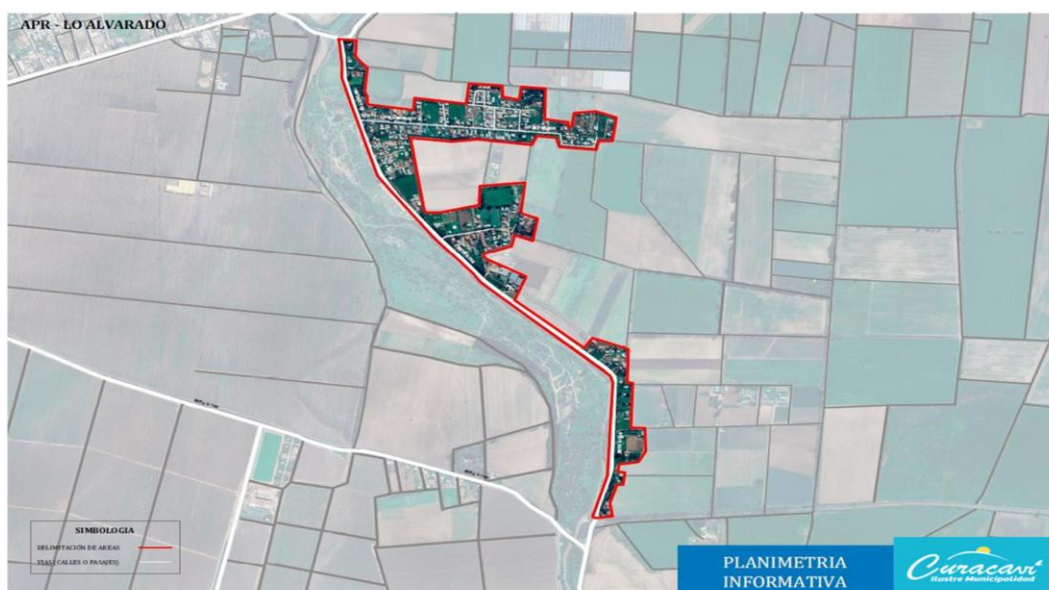 APR - LO ALVARADO
SIMBOLOGIA
DELIMITACIÓN DE AREAS
VIAS (CALLES O PASAJES)
PLANIMETRIA
INFORMATIVA
Curacaví
Ilustre Municipalidad